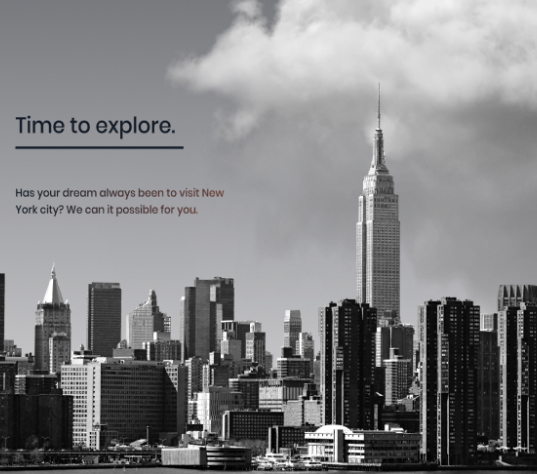 Time to explore.
Has your dream always been to visit New
York city? We can it possible for you.